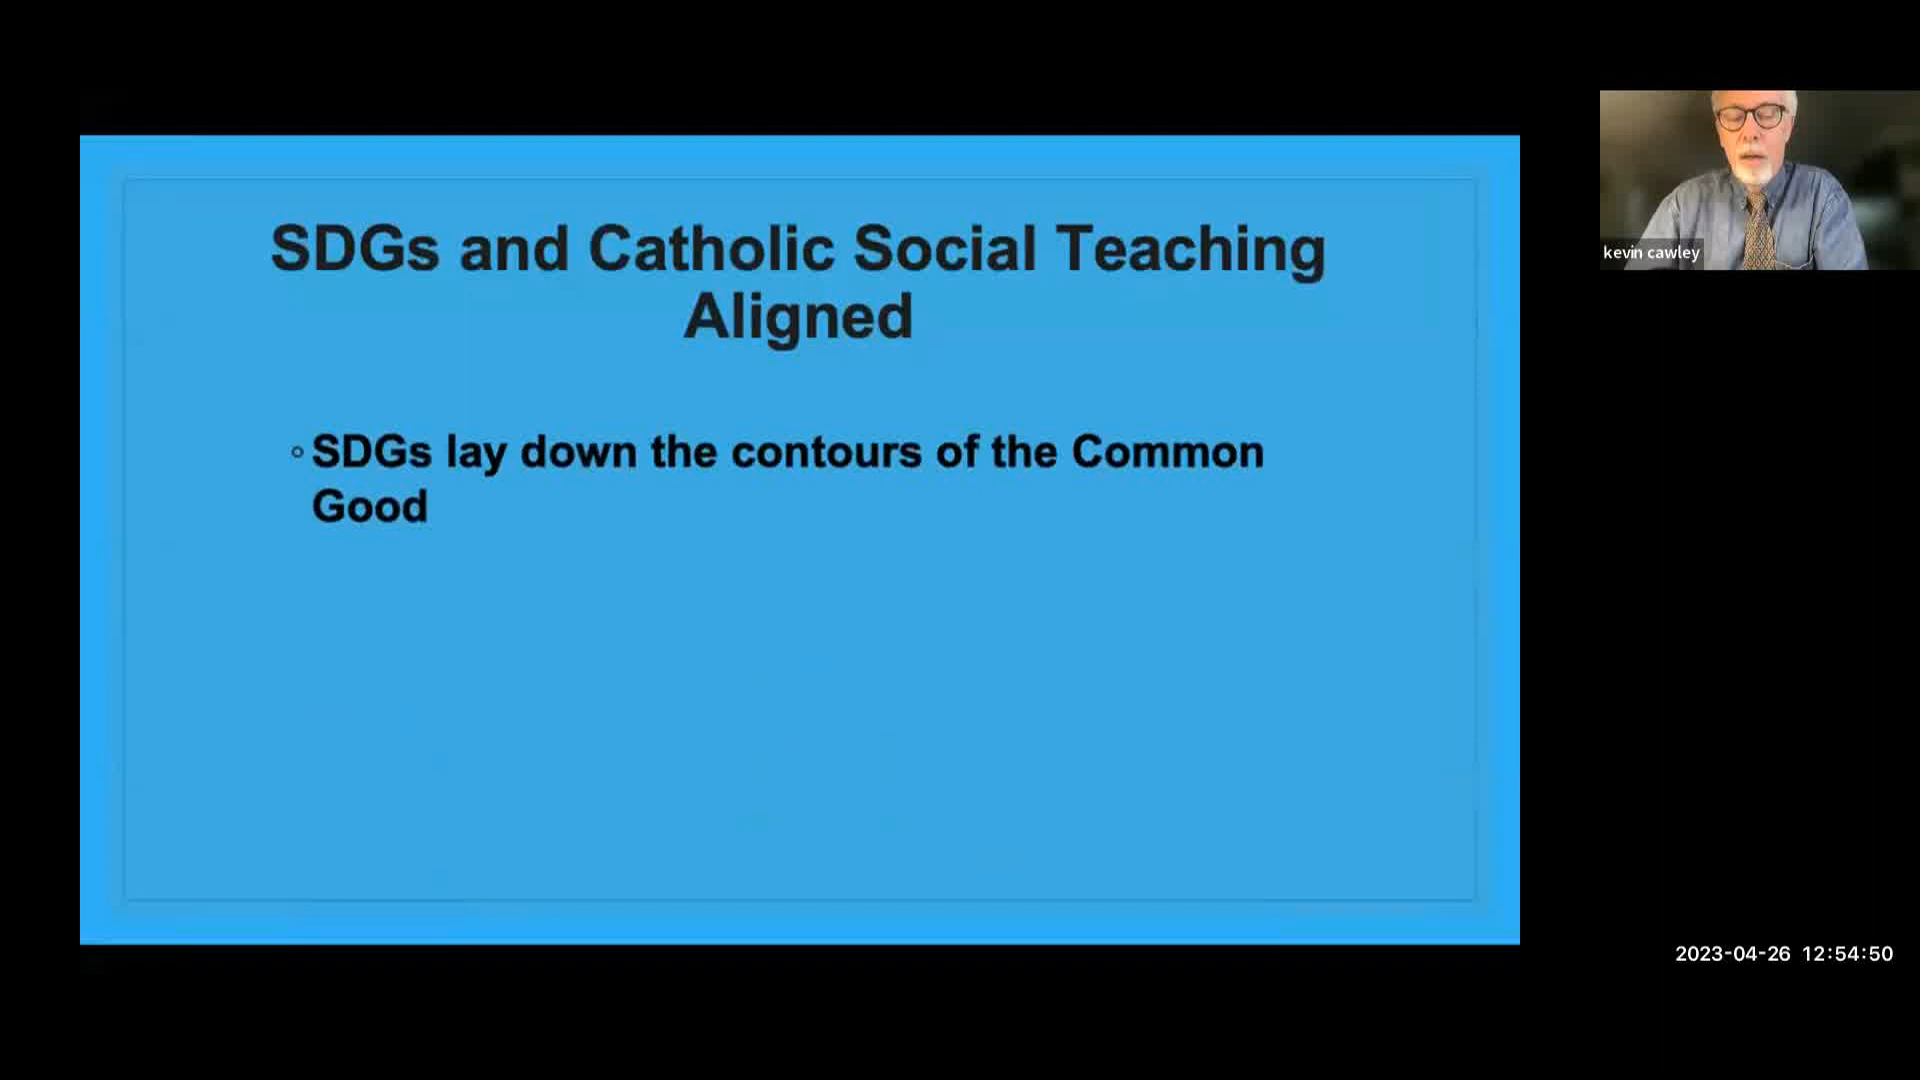 SDGs and Catholic Social Teaching
Aligned
◦ SDGs lay down the contours of the Common
Good
kevin cawley
2023-04-26 12:54:50